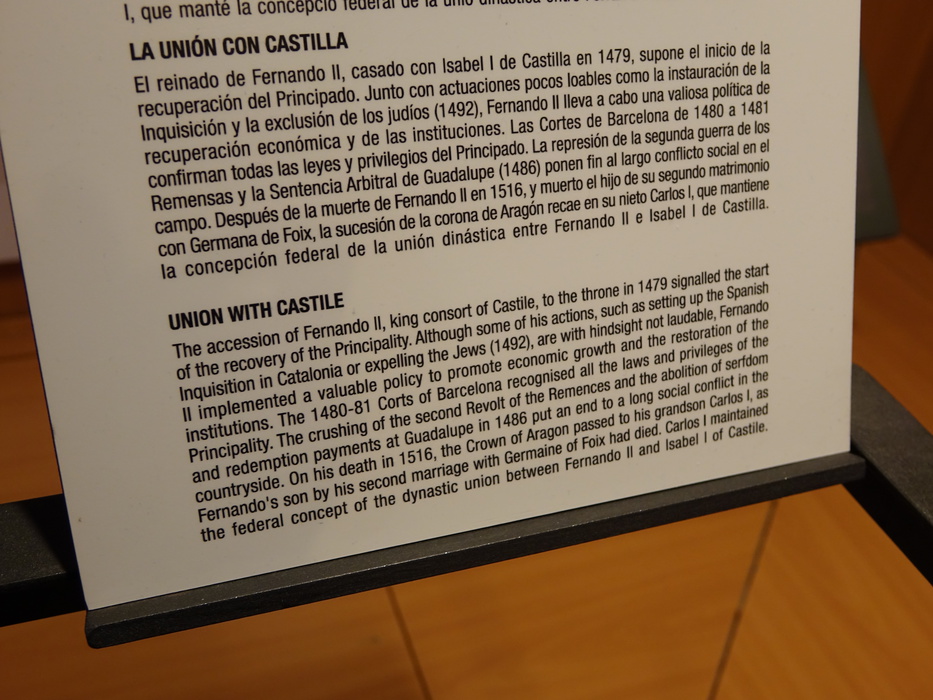 I, que manté la concepció federal de la unió dinàstica entre
LA UNIÓN CON CASTILLA
El reinado de Fernando II, casado con Isabel I de Castilla en 1479, supone el inicio de la
recuperación del Principado. Junto con actuaciones pocos loables como la instauración de la
Inquisición y la exclusión de los judíos (1492), Fernando II lleva a cabo una valiosa política de
recuperación económica y de las instituciones. Las Cortes de Barcelona de 1480 a 1481
confirman todas las leyes y privilegios del Principado. La represión de la segunda guerra de los
Remensas y la Sentencia Arbitral de Guadalupe (1486) ponen fin al largo conflicto social en el
campo. Después de la muerte de Fernando II en 1516, y muerto el hijo de su segundo matrimonio
con Germana de Foix, la sucesión de la corona de Aragón recae en su nieto Carlos I, que mantiene
la concepción federal de la unión dinástica entre Fernando II e Isabel I de Castilla.
UNION WITH CASTILE
The accession of Fernando II, king consort of Castile, to the throne in 1479 signalled the start
of the recovery of the Principality. Although some of his actions, such as setting up the Spanish
Inquisition in Catalonia or expelling the Jews (1492), are with hindsight not laudable, Fernando
II implemented a valuable policy to promote economic growth and the restoration of the
institutions. The 1480-81 Corts of Barcelona recognised all the laws and privileges of the
Principality. The crushing of the second Revolt of the Remences and the abolition of serfdom
and redemption payments at Guadalupe in 1486 put an end to a long social conflict in the
countryside. On his death in 1516, the Crown of Aragon passed to his grandson Carlos I, as
Fernando's son by his second marriage with Germaine of Foix had died. Carlos I maintained
the federal concept of the dynastic union between Fernando II and Isabel I of Castile.